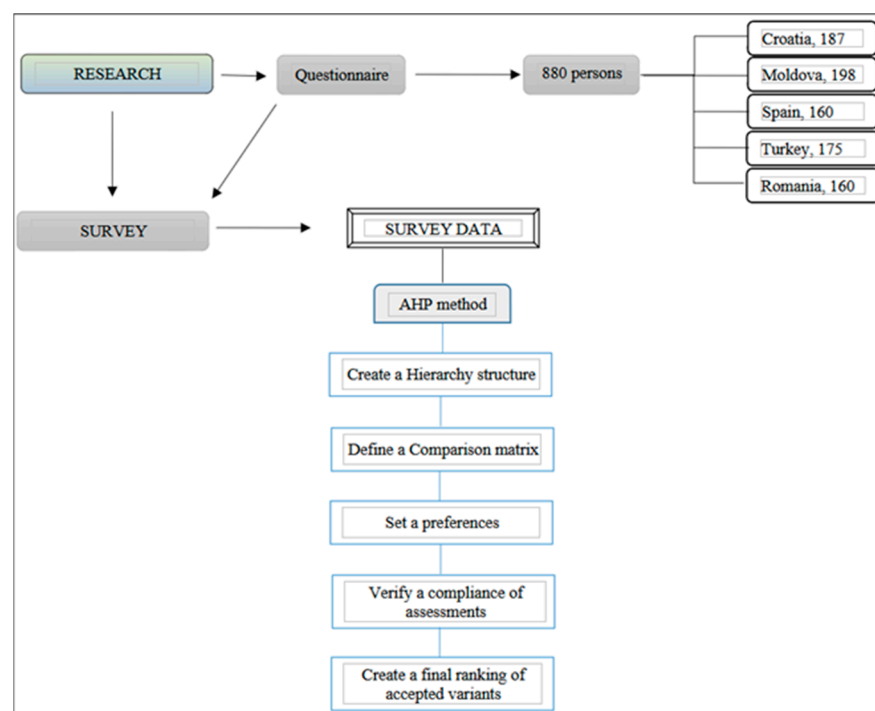 RESEARCH
Questionnaire
880 persons
Croatia, 187
Moldova, 198
Spain, 160
Turkey, 175
Romania, 160
SURVEY
SURVEY DATA
AHP method
Create a Hierarchy structure
Define a Comparison matrix
Set a preferences
Verify a compliance of
assessments
Create a final ranking of
accepted variants